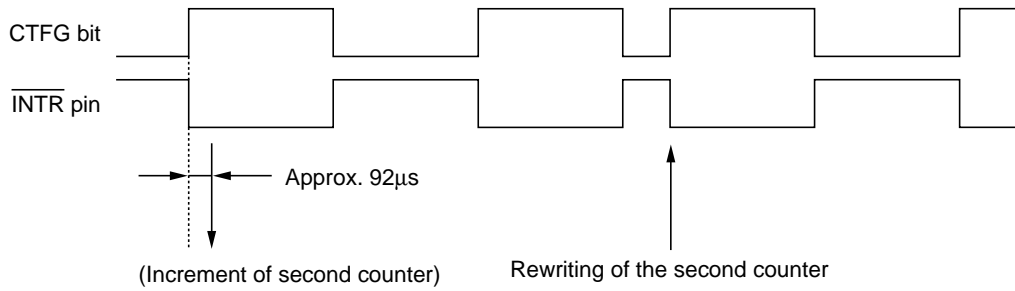 CTFG bit
INTR pin
Approx. 92μs
(Increment of second counter)
Rewriting of the second counter